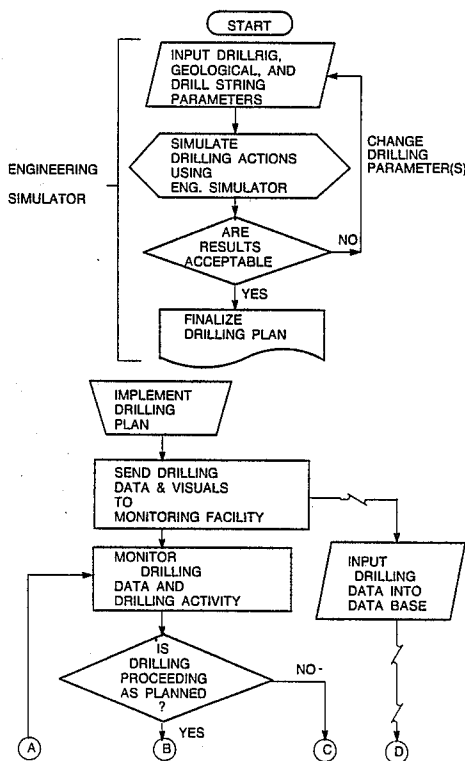 START
INPUT DRILLRIG,
GEOLOGICAL, AND
DRILL STRING
PARAMETERS
SIMULATE
DRILLING ACTIONS
USING
ENG. SIMULATOR
CHANGE
DRILLING
PARAMETER(S)
ENGINEERING
SIMULATOR
ARE
RESULTS
ACCEPTABLE
NO
YES
FINALIZE
DRILLING PLAN
IMPLEMENT
DRILLING
PLAN
SEND DRILLING
DATA & VISUALS
TO
MONITORING FACILITY
MONITOR
DRILLING
DATA AND
DRILLING ACTIVITY
INPUT
DRILLING
DATA INTO
DATA BASE
IS
DRILLING
PROCEEDING
AS PLANNED
?
NO-
YES
A
B
C
D